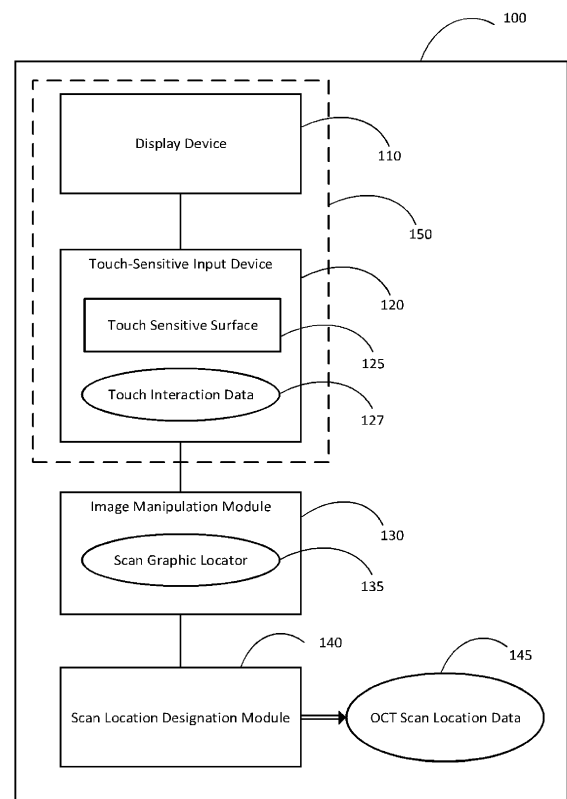 100
Display Device
110
150
Touch-Sensitive Input Device
120
Touch Sensitive Surface
125
Touch Interaction Data
127
Image Manipulation Module
130
Scan Graphic Locator
135
140
145
Scan Location Designation Module
OCT Scan Location Data